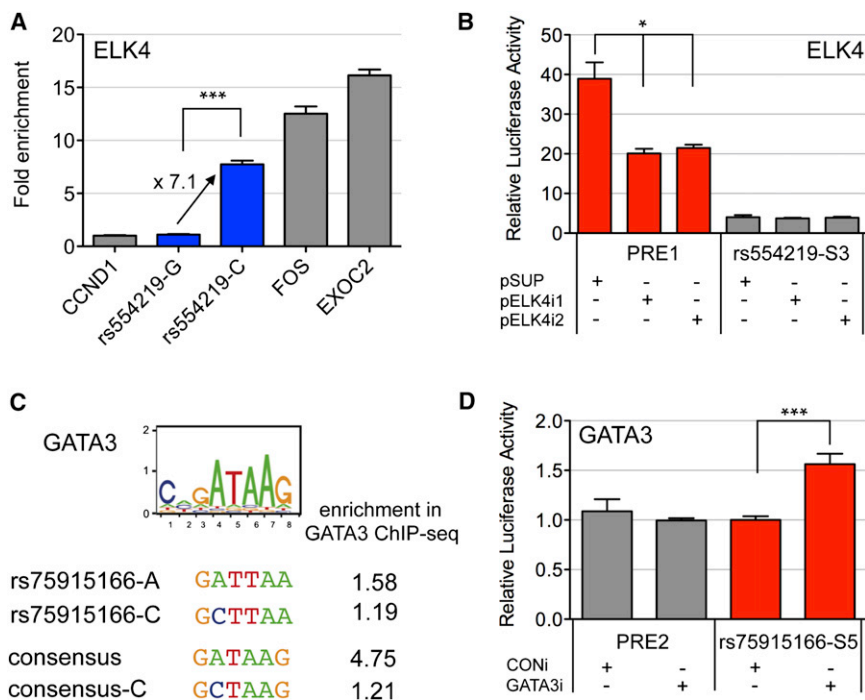 A
ELK4
Fold enrichment
20
15
10
5
0
***
x 7.1
CCND1
rs554219-G
rs554219-C
FOS
EXOC2
B
ELK4
Relative Luciferase Activity
50
40
30
20
10
0
*
PRE1 rs554219-S3
pSUP + - - + - -
pELK4i1 - + - - + -
pELK4i2 - - + - - +
C
GATA3
2
1
0
C GATAAG
1 2 3 4 5 6 7 8
enrichment in
GATA3 ChIP-seq
rs75915166-A GATTAA 1.58
rs75915166-C GCTTAA 1.19
consensus GATAAG 4.75
consensus-C GCTAAG 1.21
D
GATA3
Relative Luciferase Activity
2.0
1.5
1.0
0.5
0.0
***
PRE2 rs75915166-S5
CONi + - + -
GATA3i - + - +